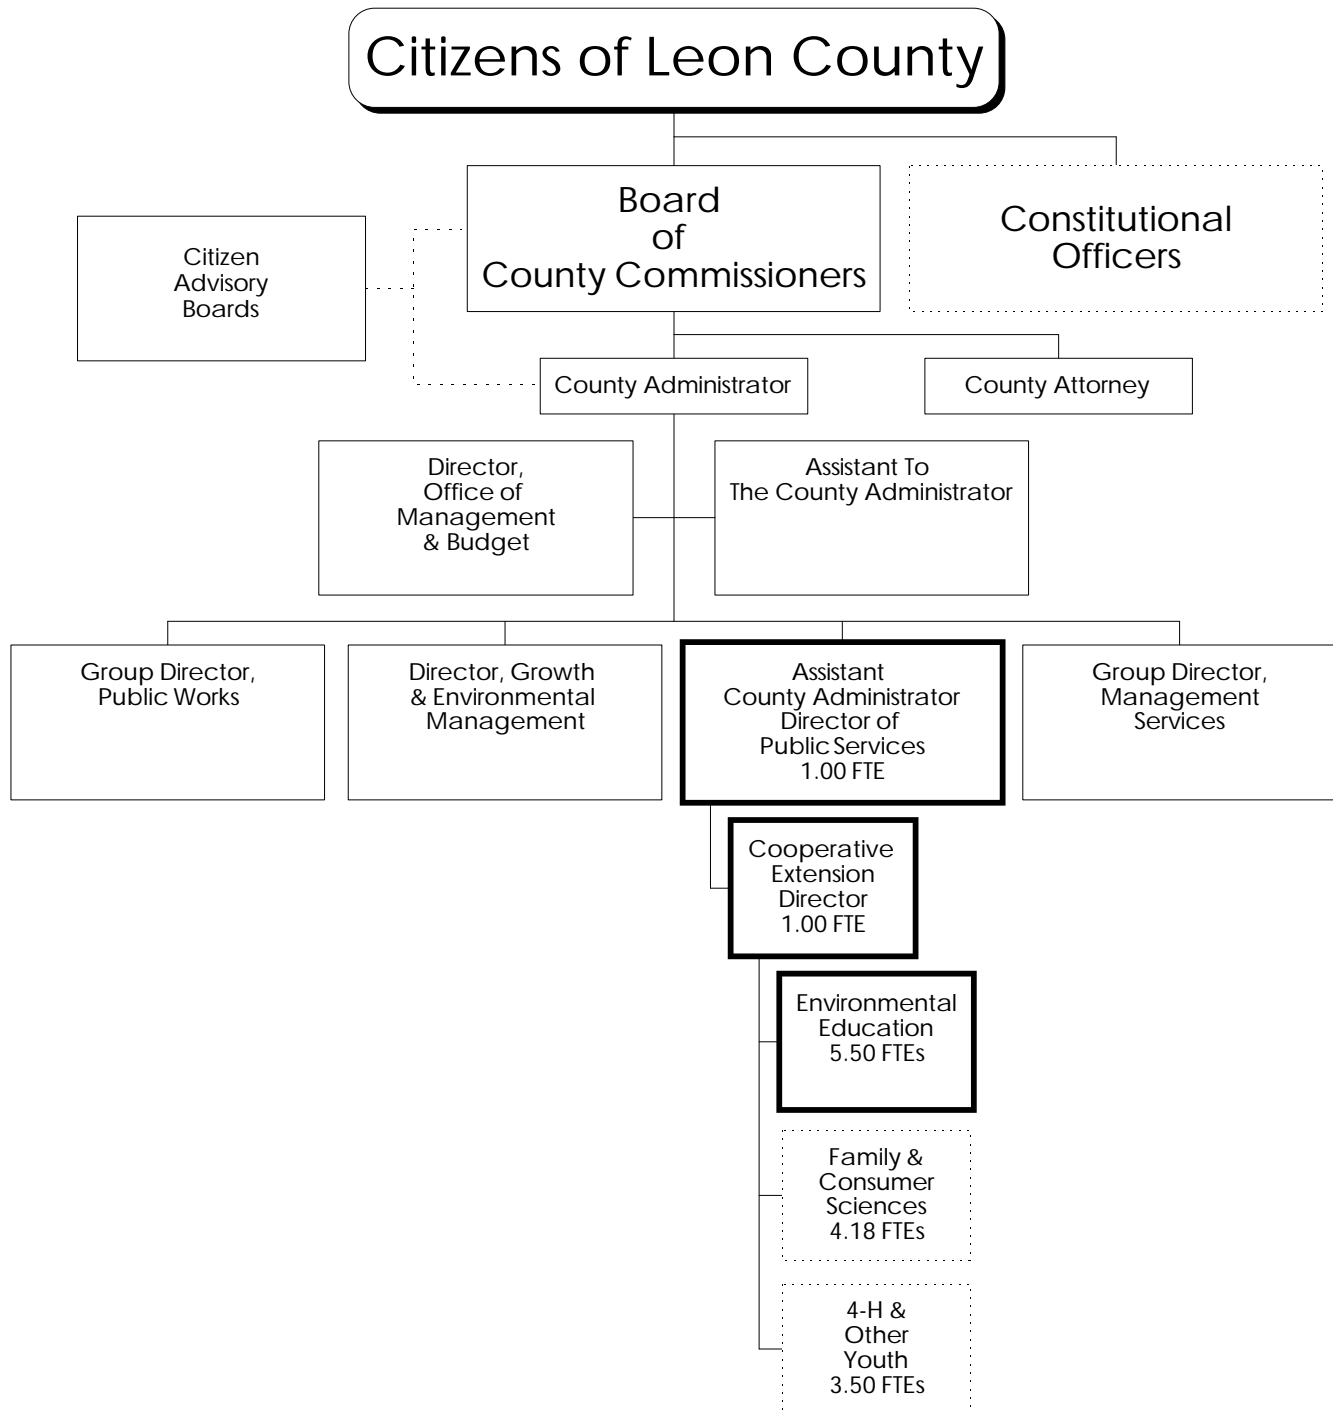 Citizens of Leon County
Board
of
County Commissioners
Constitutional
Officers
Citizen
Advisory
Boards
County Administrator
County Attorney
Director,
Office of
Management
& Budget
Assistant To
The County Administrator
Group Director,
Public Works
Director, Growth
& Environmental
Management
Assistant
County Administrator
Director of
Public Services
1.00 FTE
Group Director,
Management
Services
Cooperative
Extension
Director
1.00 FTE
Environmental
Education
5.50 FTEs
Family &
Consumer
Sciences
4.18 FTEs
4-H &
Other
Youth
3.50 FTEs